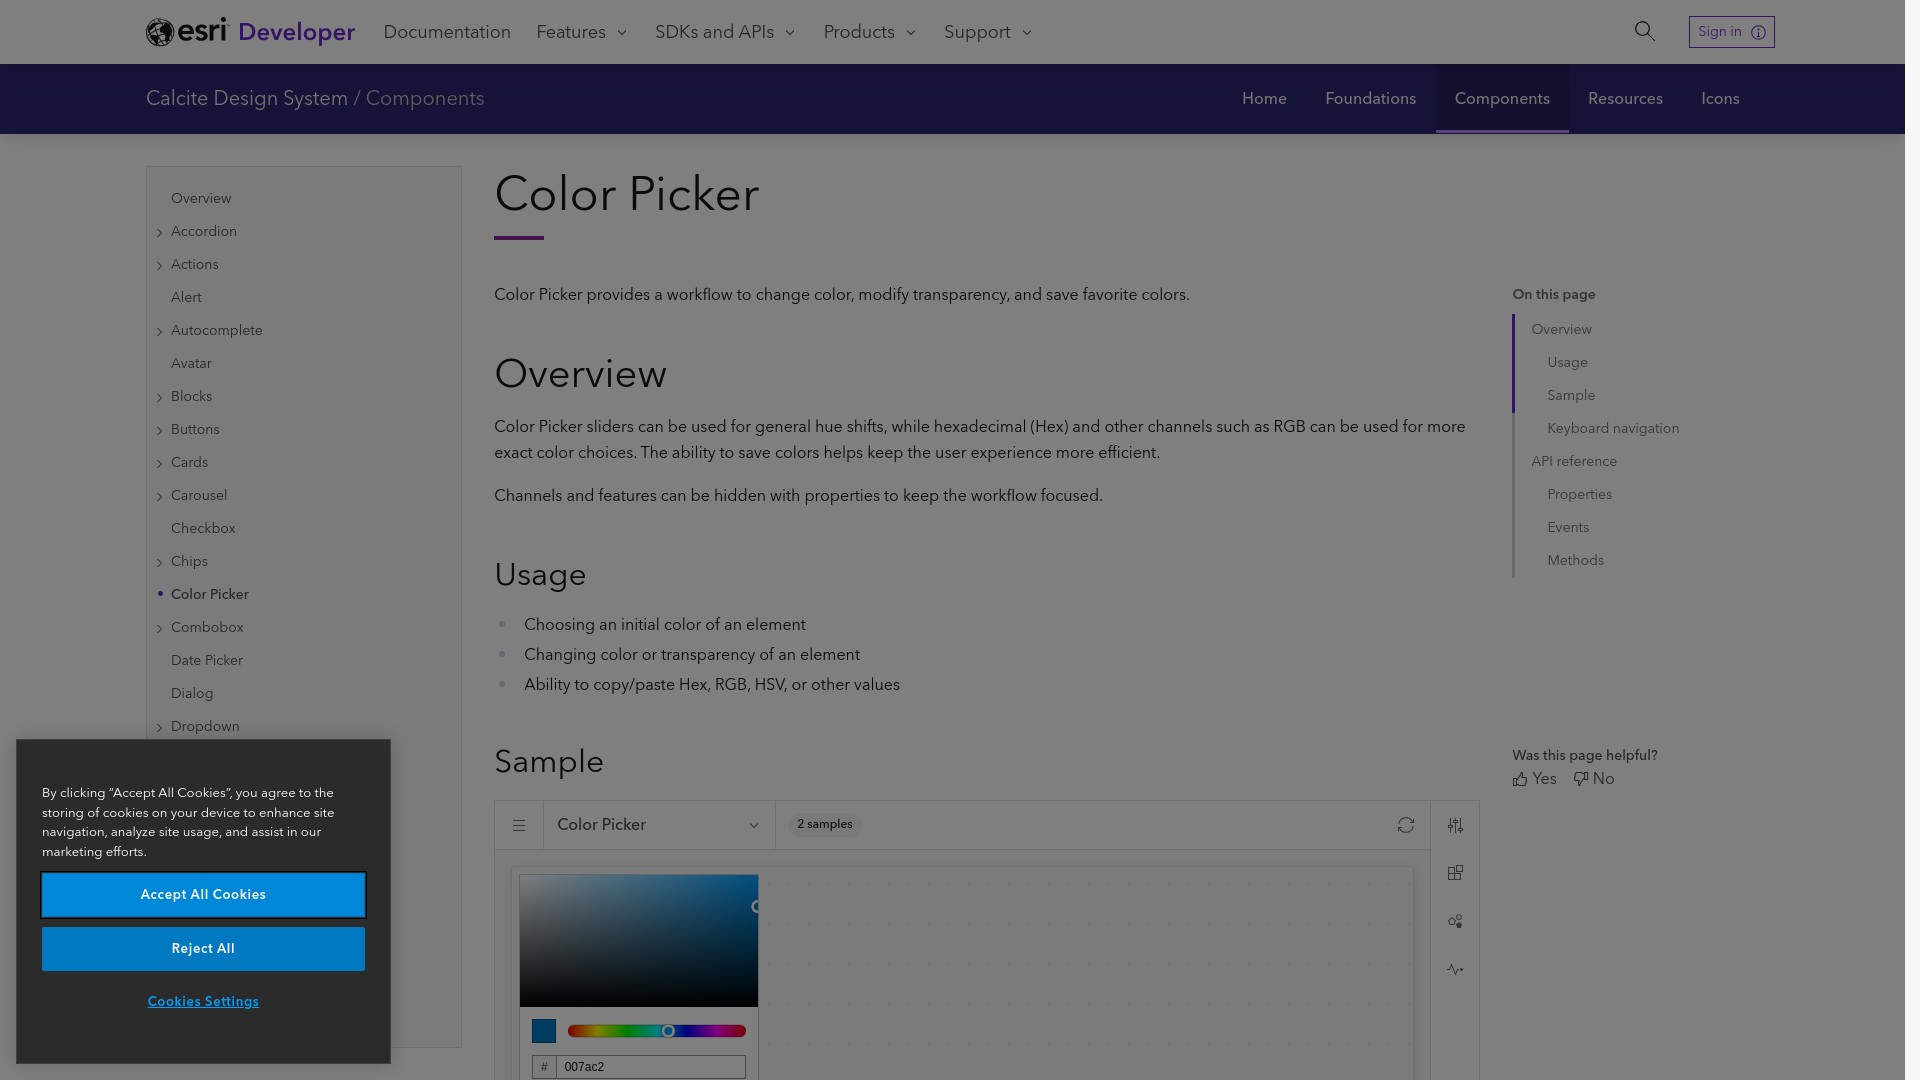 esri Developer
Documentation
Features
SDKs and APIs
Products
Support
Sign in
Calcite Design System / Components
Home
Foundations
Components
Resources
Icons
Overview
Accordion
Actions
Alert
Autocomplete
Avatar
Blocks
Buttons
Cards
Carousel
Checkbox
Chips
Color Picker
Combobox
Date Picker
Dialog
Dropdown
Color Picker
Color Picker provides a workflow to change color, modify transparency, and save favorite colors.
Overview
Color Picker sliders can be used for general hue shifts, while hexadecimal (Hex) and other channels such as RGB can be used for more
exact color choices. The ability to save colors helps keep the user experience more efficient.
Channels and features can be hidden with properties to keep the workflow focused.
Usage
Choosing an initial color of an element
Changing color or transparency of an element
Ability to copy/paste Hex, RGB, HSV, or other values
Sample
Color Picker
2 samples
# 007ac2
On this page
Overview
Usage
Sample
Keyboard navigation
API reference
Properties
Events
Methods
Was this page helpful?
Yes
No
By clicking “Accept All Cookies”, you agree to the
storing of cookies on your device to enhance site
navigation, analyze site usage, and assist in our
marketing efforts.
Accept All Cookies
Reject All
Cookies Settings